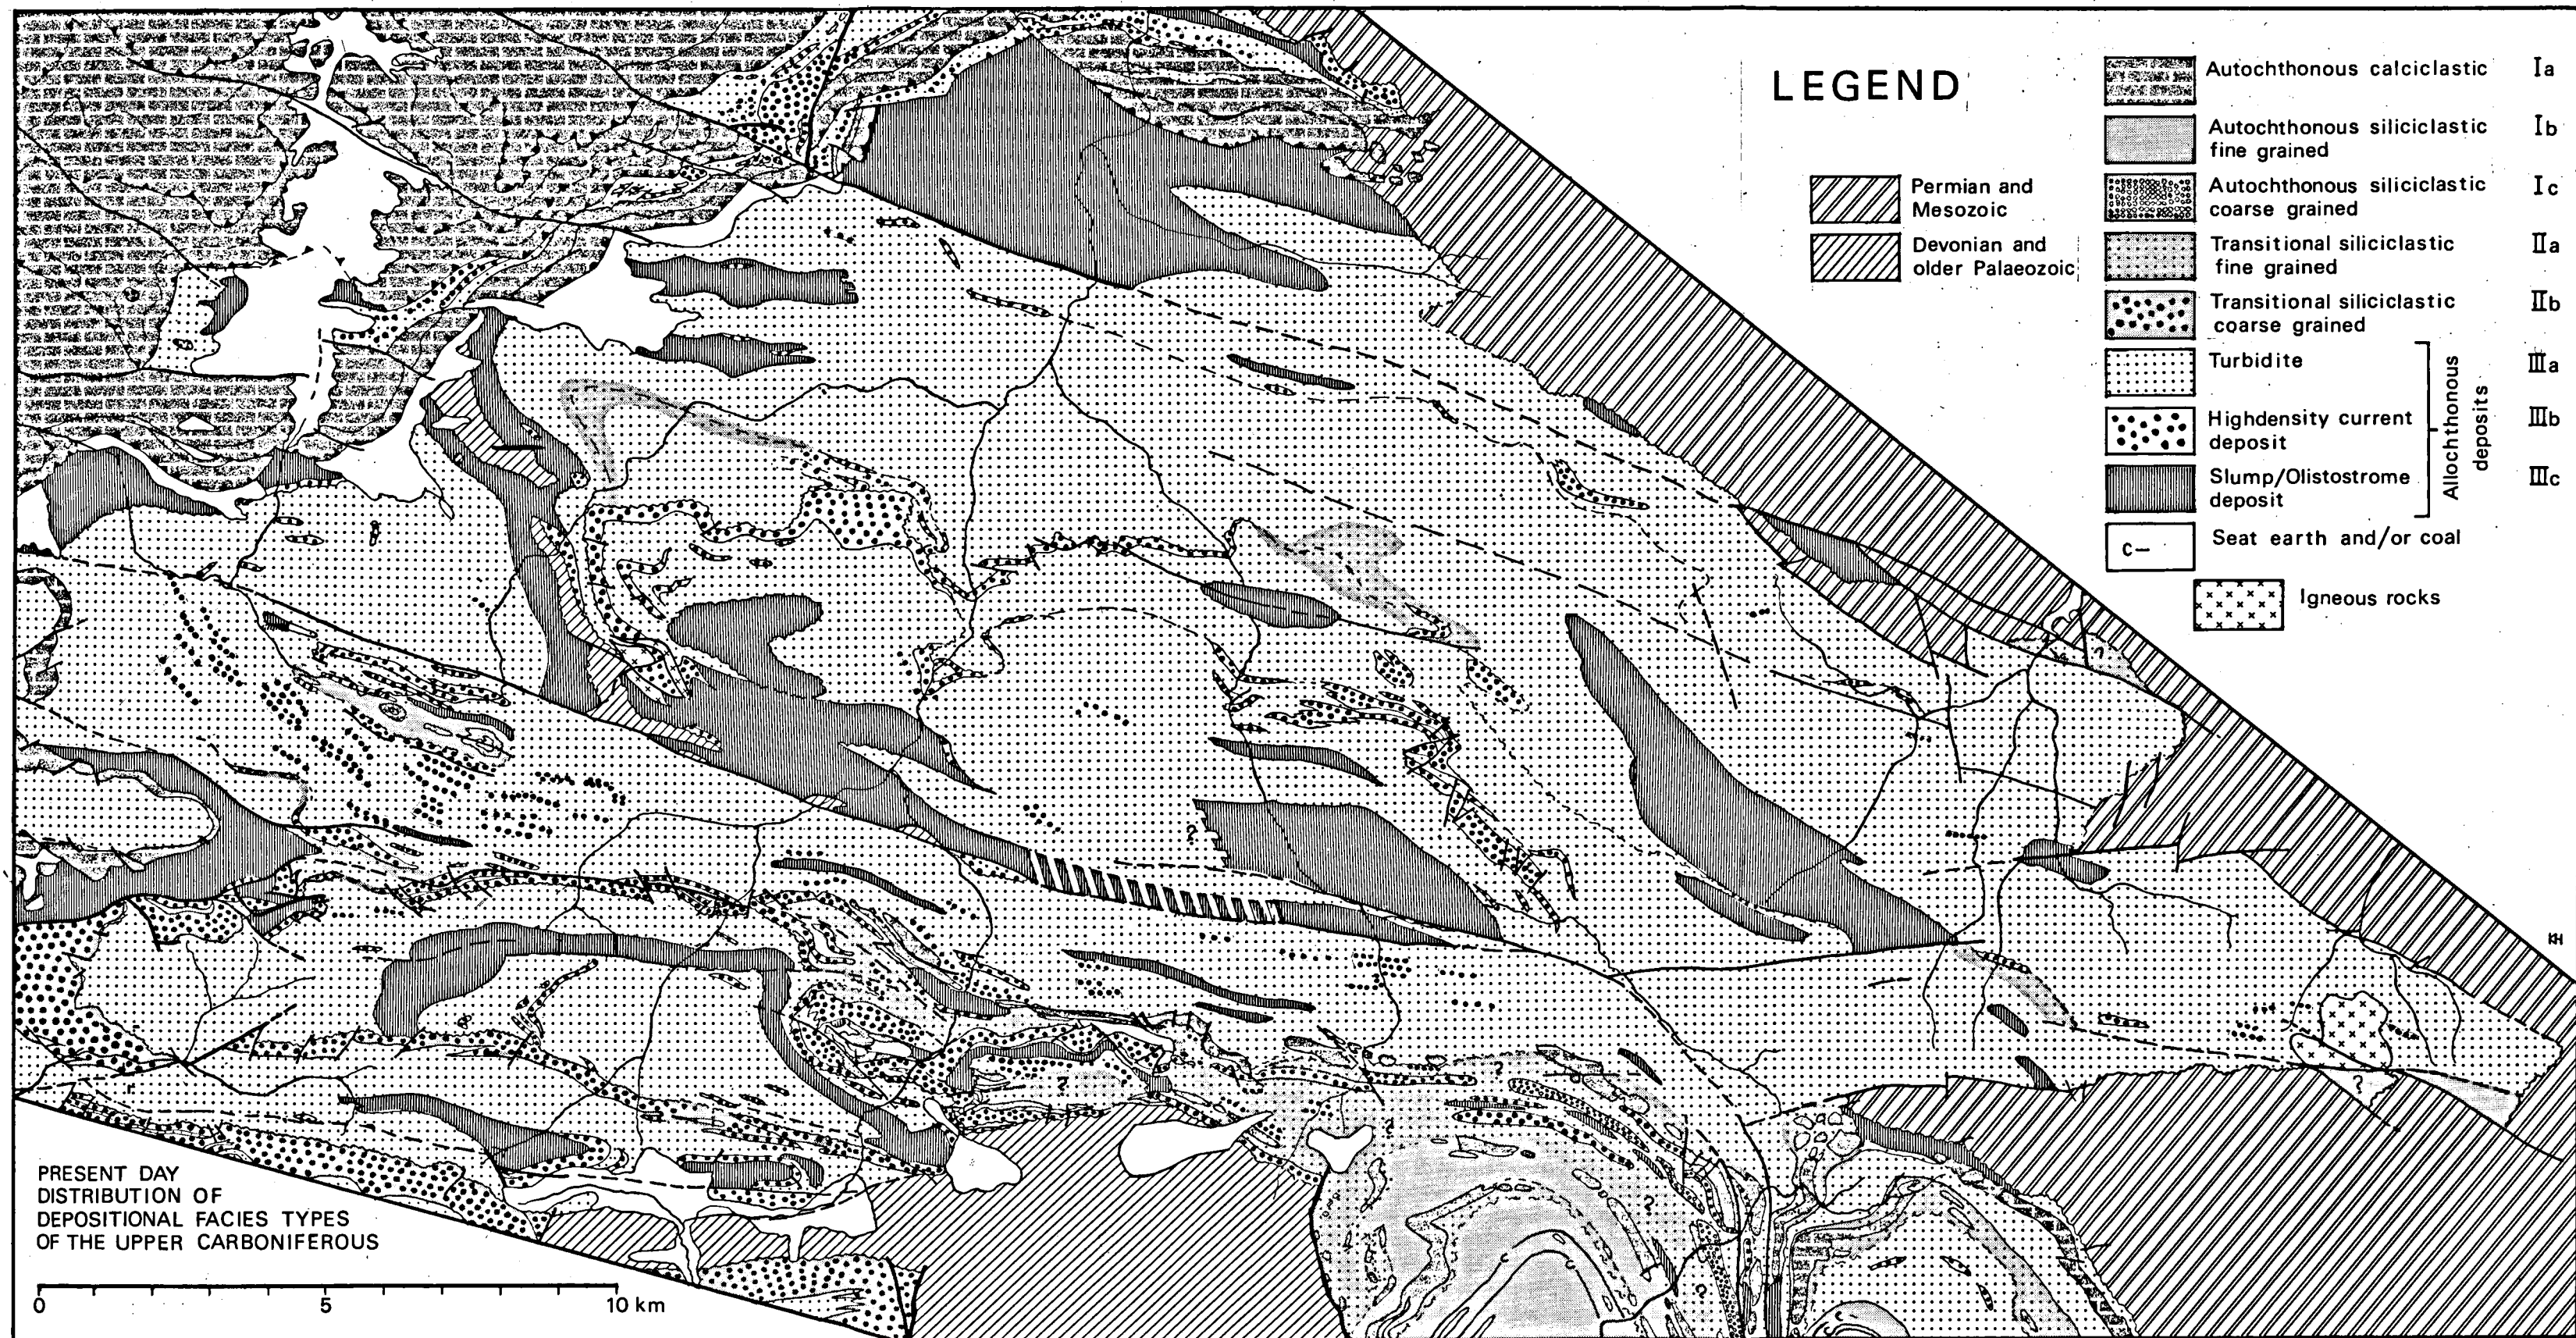 LEGEND
Permian and
Mesozoic
Devonian and
older Palaeozoic
Autochthonous calciclastic Ia
Autochthonous siliciclastic Ib
fine grained
Autochthonous siliciclastic Ic
coarse grained
Transitional siliciclastic IIa
fine grained
Transitional siliciclastic IIb
coarse grained
Turbidite IIIa
Highdensity current IIIb
deposit
Slump/Olistostrome IIIc
deposit
Allochthonous
deposits
C– Seat earth and/or coal
Igneous rocks
KH
?
?
?
?
?
?
?
?
r
PRESENT DAY
DISTRIBUTION OF
DEPOSITIONAL FACIES TYPES
OF THE UPPER CARBONIFEROUS
0 5 10 km